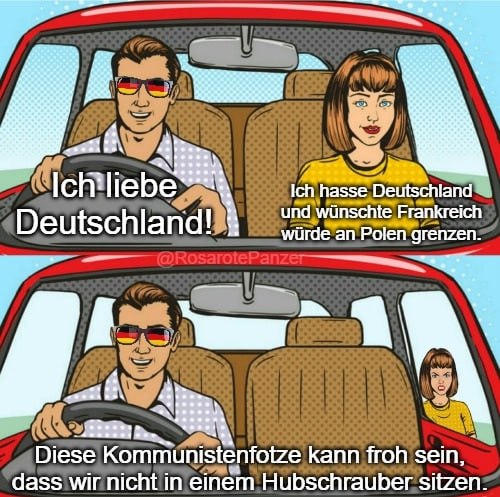 Ich liebe
Deutschland!
Ich hasse Deutschland
und wünschte Frankreich
würde an Polen grenzen.
@RosarotePanzer
Diese Kommunistenfotze kann froh sein,
dass wir nicht in einem Hubschrauber sitzen.